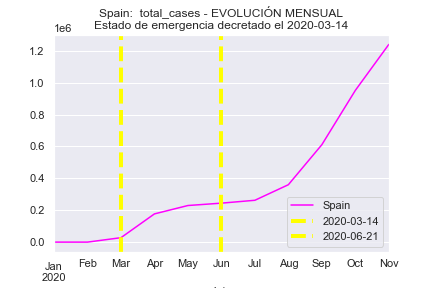 Spain:  total_cases - EVOLUCIÓN MENSUAL
Estado de emergencia decretado el 2020-03-14
1e6
1.2
1.0
0.8
0.6
0.4
0.2
0.0
Spain
2020-03-14
2020-06-21
Jan Feb Mar Apr May Jun Jul Aug Sep Oct Nov
2020